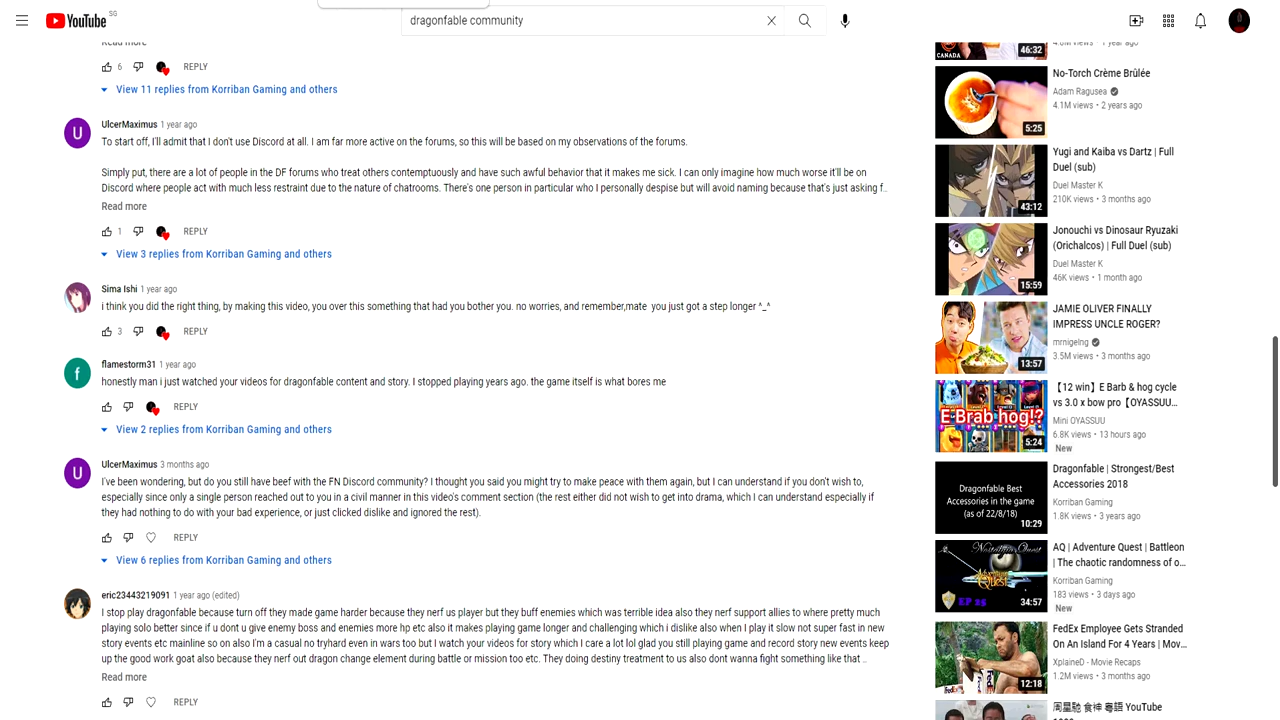 YouTube SG
dragonfable community
Read more
6 REPLY
View 11 replies from Korriban Gaming and others
U
UlcerMaximus 1 year ago
To start off, I'll admit that I don't use Discord at all. I am far more active on the forums, so this will be based on my observations of the forums.
Simply put, there are a lot of people in the DF forums who treat others contemptuously and have such awful behavior that it makes me sick. I can only imagine how much worse it'll be on
Discord where people act with much less restraint due to the nature of chatrooms. There's one person in particular who I personally despise but will avoid naming because that's just asking f...
Read more
1 REPLY
View 3 replies from Korriban Gaming and others
Sima Ishi 1 year ago
i think you did the right thing, by making this video, you over this something that had you bother you. no worries, and remember,mate you just got a step longer ^_^
3 REPLY
f
flamestorm31 1 year ago
honestly man i just watched your videos for dragonfable content and story. I stopped playing years ago. the game itself is what bores me
REPLY
View 2 replies from Korriban Gaming and others
U
UlcerMaximus 3 months ago
I've been wondering, but do you still have beef with the FN Discord community? I thought you said you might try to make peace with them again, but I can understand if you don't wish to,
especially since only a single person reached out to you in a civil manner in this video's comment section (the rest either did not wish to get into drama, which I can understand especially if
they had nothing to do with your bad experience, or just clicked dislike and ignored the rest).
REPLY
View 6 replies from Korriban Gaming and others
eric23443219091 1 year ago (edited)
I stop play dragonfable because turn off they made game harder because they nerf us player but they buff enemies which was terrible idea also they nerf support allies to where pretty much
playing solo better since if u dont u give enemy boss and enemies more hp etc also it makes playing game longer and challenging which i dislike also when I play it slow not super fast in new
story events etc mainline so on also I'm a casual no tryhard even in wars too but I watch your videos for story which I care a lot lol glad you still playing game and record story new events keep
up the good work goat also because they nerf out dragon change element during battle or mission too etc. They doing destiny treatment to us also dont wanna fight something like that ...
Read more
REPLY
CANADA
46:32
4.6M views • 1 year ago
5:25
No-Torch Crème Brûlée
Adam Ragusea
4.1M views • 2 years ago
43:12
Yugi and Kaiba vs Dartz | Full
Duel (sub)
Duel Master K
210K views • 3 months ago
15:59
Jonouchi vs Dinosaur Ryuzaki
(Orichalcos) | Full Duel (sub)
Duel Master K
46K views • 1 month ago
13:57
JAMIE OLIVER FINALLY
IMPRESS UNCLE ROGER?
mrnigelng
3.5M views • 3 months ago
E-Brab hog!?
5:24
【12 win】E Barb & hog cycle
vs 3.0 x bow pro【OYASSUU...
Mini OYASSUU
6.8K views • 13 hours ago
New
Dragonfable Best
Accessories in the game
(as of 22/8/18)
10:29
Dragonfable | Strongest/Best
Accessories 2018
Korriban Gaming
1.8K views • 3 years ago
Nostalgia Quest
AdventureQuest
EP 25
34:57
AQ | Adventure Quest | Battleon
| The chaotic randomness of o...
Korriban Gaming
183 views • 3 days ago
New
FedEx
12:18
FedEx Employee Gets Stranded
On An Island For 4 Years | Mov...
XplaineD - Movie Recaps
1.2M views • 3 months ago
周星馳 食神 粵語 YouTube